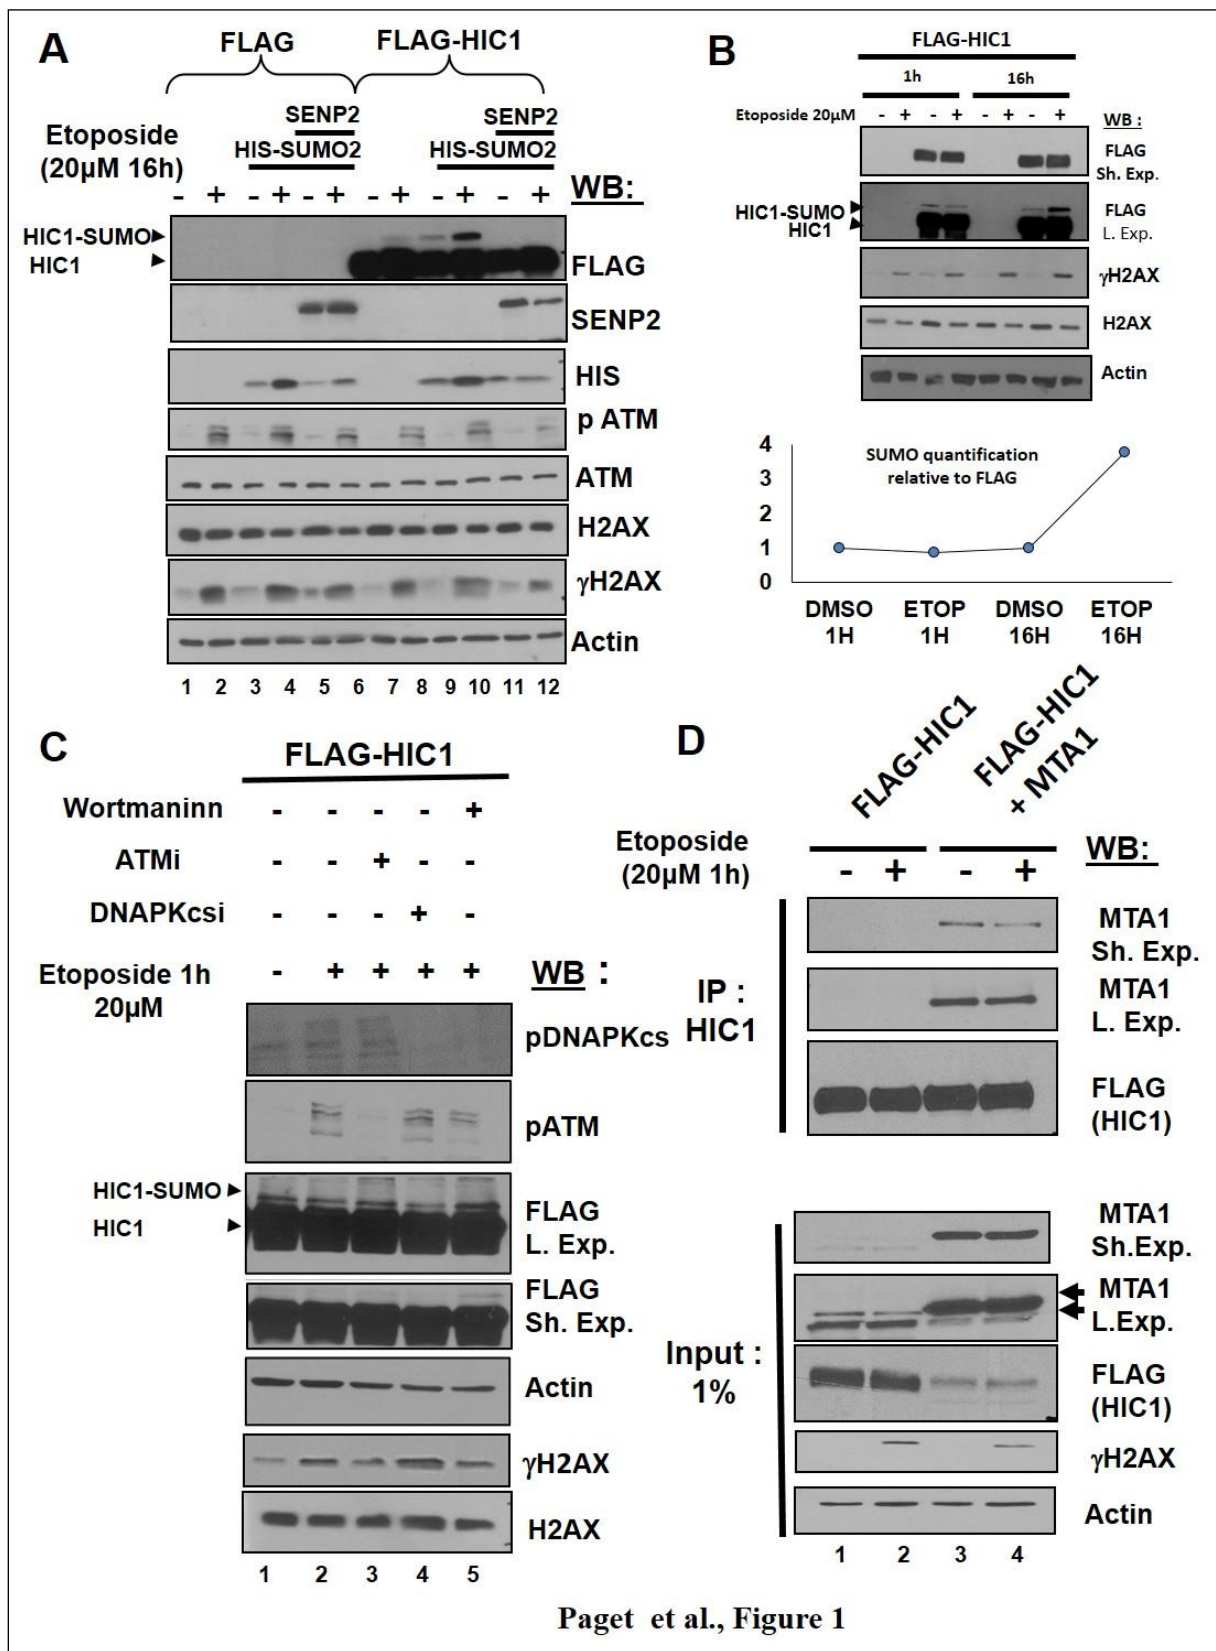 A
FLAG
FLAG-HIC1
SENP2
SENP2
Etoposide
(20µM 16h)
HIS-SUMO2
HIS-SUMO2
- + - + - + - + - + - +
WB:
HIC1-SUMO
HIC1
FLAG
SENP2
HIS
p ATM
ATM
H2AX
γH2AX
Actin
1 2 3 4 5 6 7 8 9 10 11 12
B
FLAG-HIC1
1h
16h
Etoposide 20µM
- + - + - + - +
WB :
FLAG
Sh. Exp.
HIC1-SUMO
HIC1
FLAG
L. Exp.
γH2AX
H2AX
Actin
SUMO quantification
relative to FLAG
4
3
2
1
0
DMSO
1H
ETOP
1H
DMSO
16H
ETOP
16H
C
FLAG-HIC1
Wortmaninn
- - - - +
ATMi
- - + - -
DNAPKcsi
- - - + -
Etoposide 1h
20µM
- + + + +
WB :
pDNAPKcs
pATM
HIC1-SUMO
HIC1
FLAG
L. Exp.
FLAG
Sh. Exp.
Actin
γH2AX
H2AX
1 2 3 4 5
D
FLAG-HIC1
FLAG-HIC1
+ MTA1
Etoposide
(20µM 1h)
- + - +
WB:
IP :
HIC1
MTA1
Sh. Exp.
MTA1
L. Exp.
FLAG
(HIC1)
Input :
1%
MTA1
Sh.Exp.
MTA1
L.Exp.
FLAG
(HIC1)
γH2AX
Actin
1 2 3 4
Paget et al., Figure 1